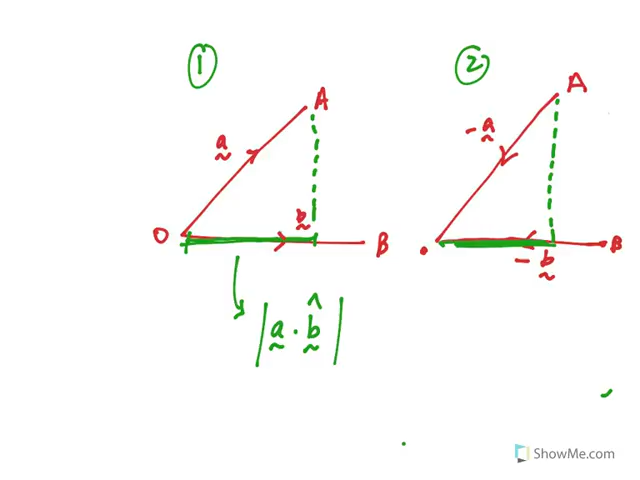 ① ②
A A
a -a
O b B
- b B
| a · b̂ |
ShowMe.com